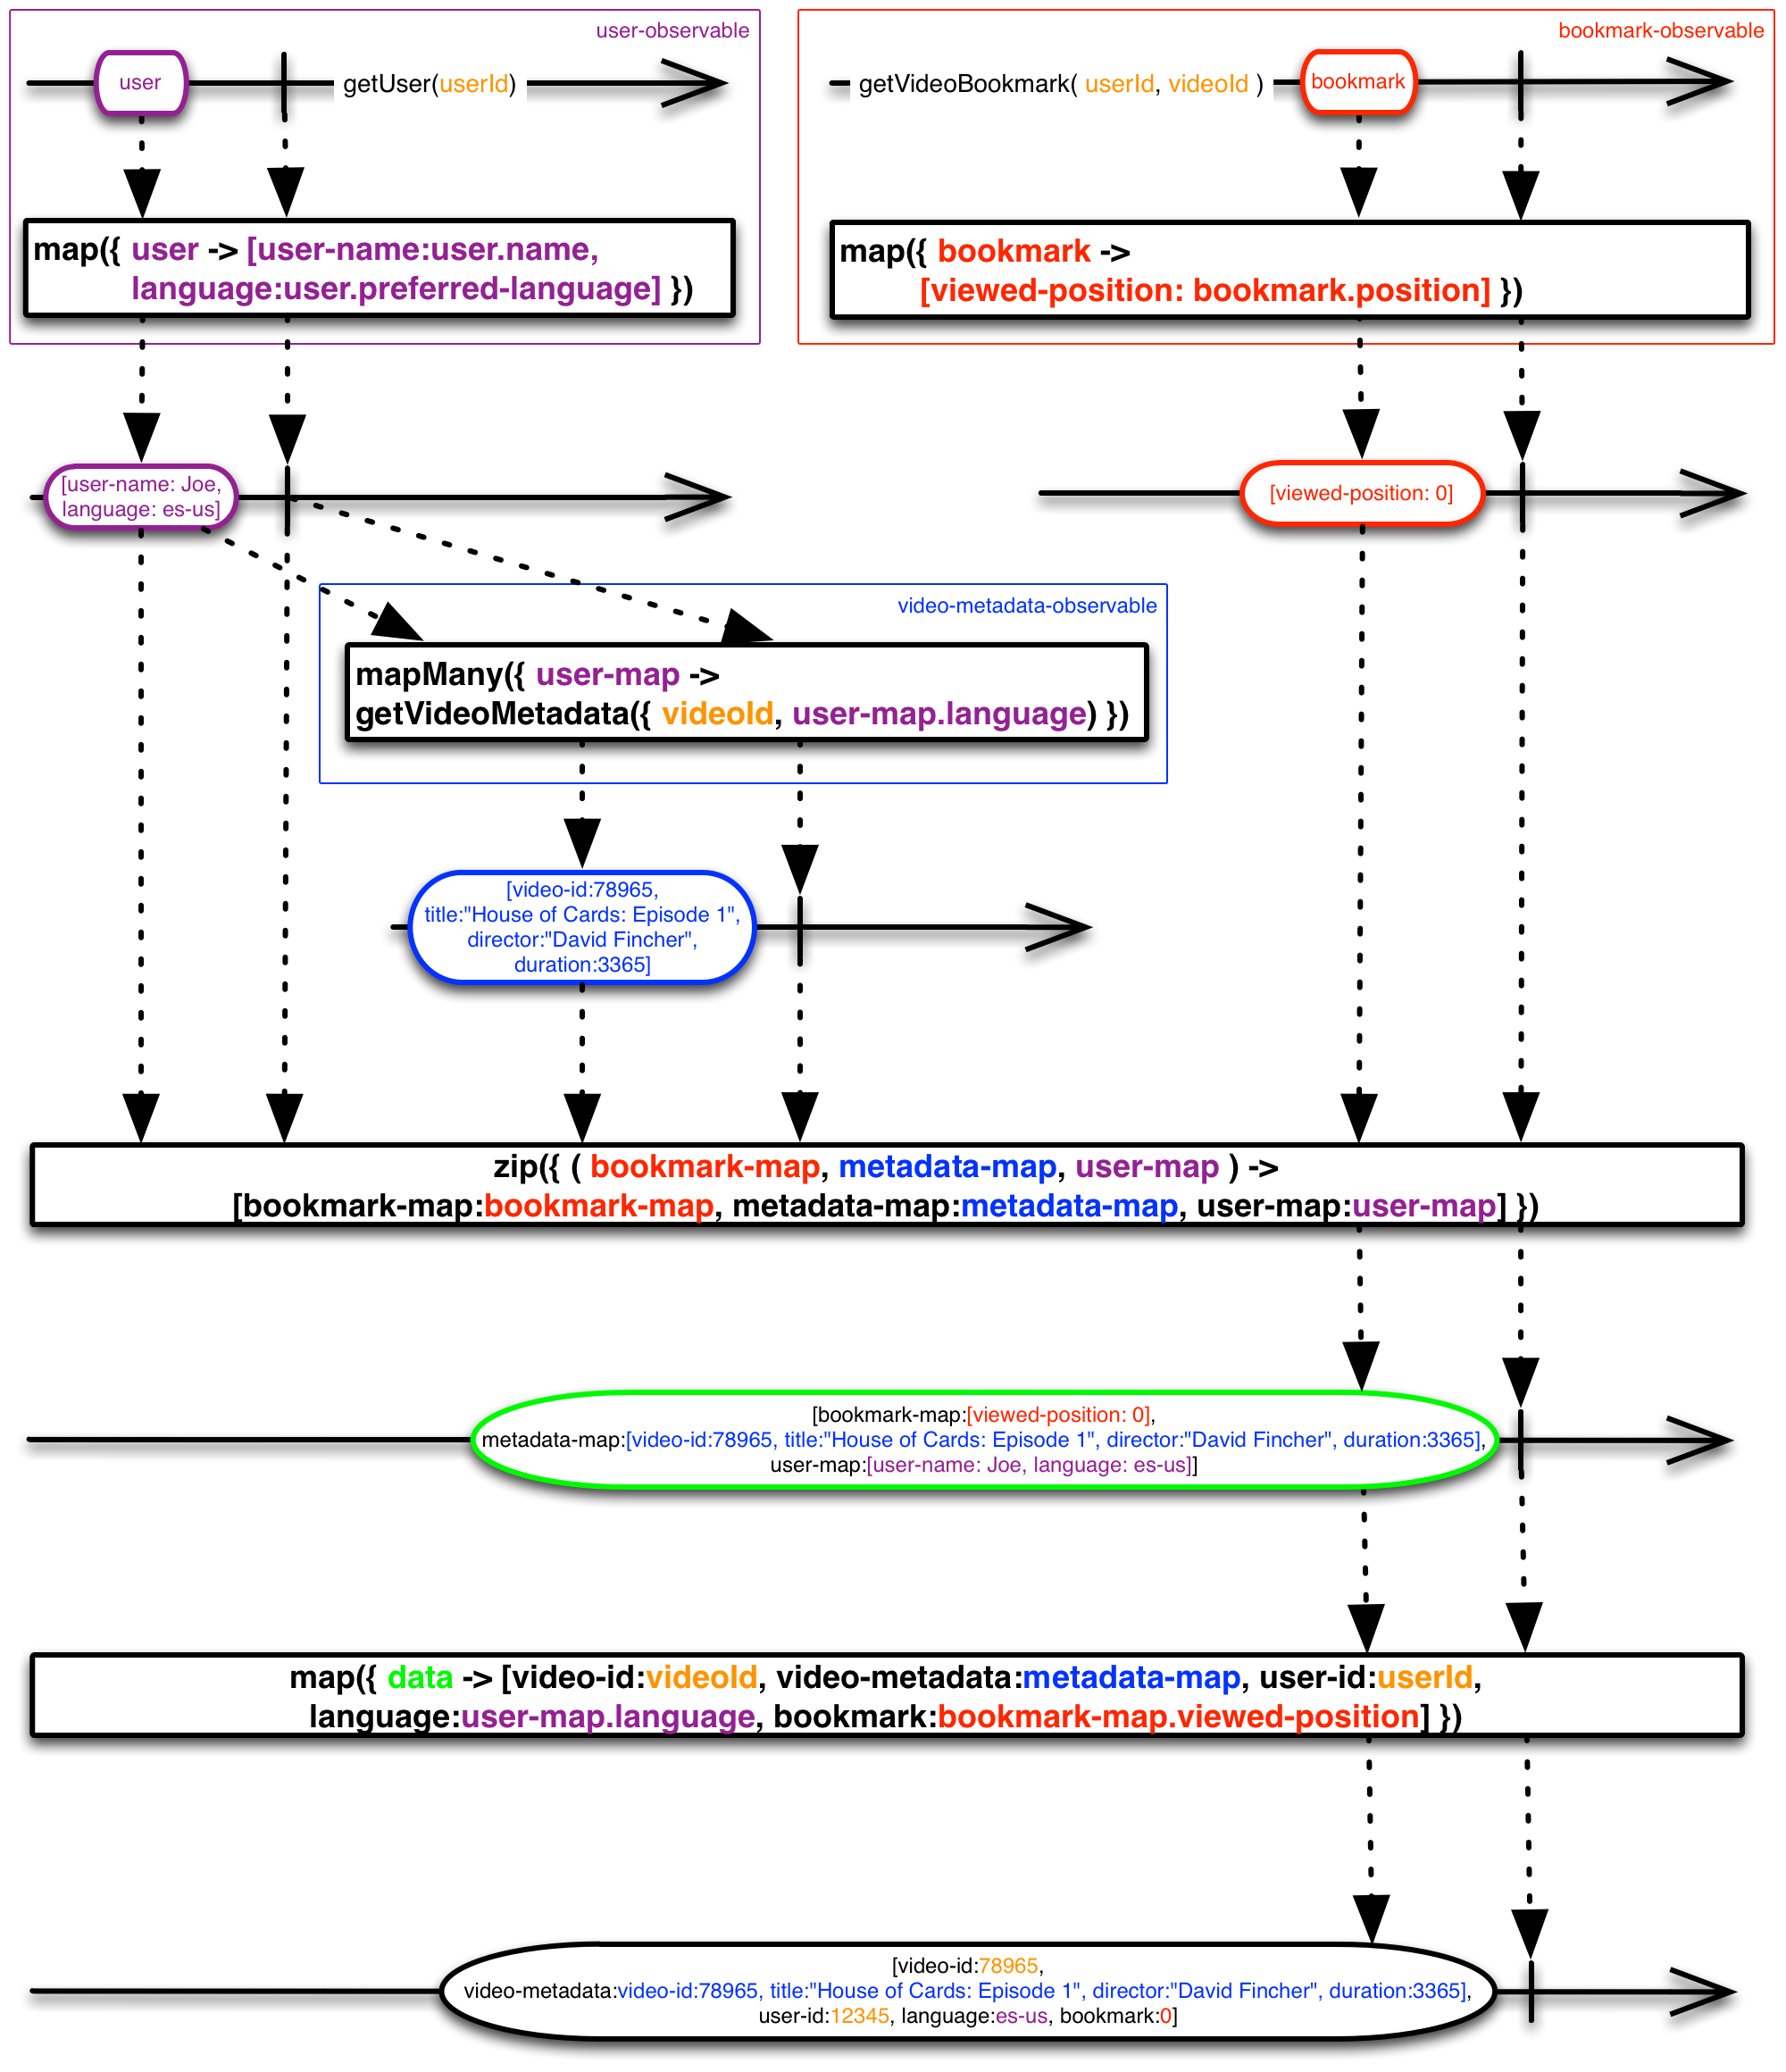 user-observable
user
getUser(userId)
map({ user -> [user-name:user.name,
language:user.preferred-language] })
bookmark-observable
getVideoBookmark( userId, videoId )
bookmark
map({ bookmark ->
[viewed-position: bookmark.position] })
[user-name: Joe,
language: es-us]
[viewed-position: 0]
video-metadata-observable
mapMany({ user-map ->
getVideoMetadata({ videoId, user-map.language) })
[video-id:78965,
title:"House of Cards: Episode 1",
director:"David Fincher",
duration:3365]
zip({ ( bookmark-map, metadata-map, user-map ) ->
[bookmark-map:bookmark-map, metadata-map:metadata-map, user-map:user-map] })
[bookmark-map:[viewed-position: 0],
metadata-map:[video-id:78965, title:"House of Cards: Episode 1", director:"David Fincher", duration:3365],
user-map:[user-name: Joe, language: es-us]]
map({ data -> [video-id:videoId, video-metadata:metadata-map, user-id:userId,
language:user-map.language, bookmark:bookmark-map.viewed-position] })
[video-id:78965,
video-metadata:video-id:78965, title:"House of Cards: Episode 1", director:"David Fincher", duration:3365],
user-id:12345, language:es-us, bookmark:0]